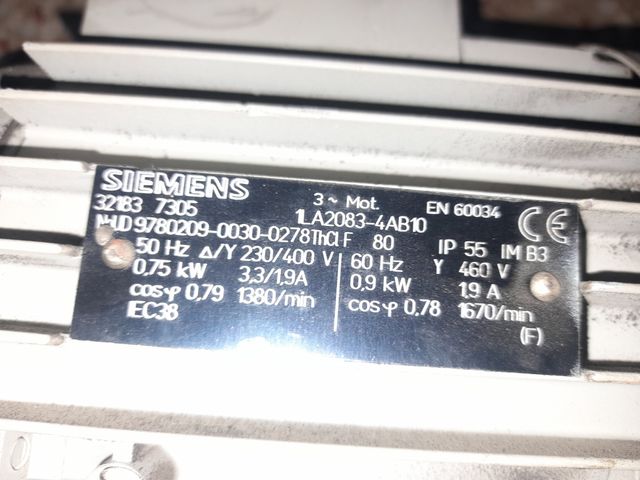 SIEMENS
3 ~ Mot. EN 60034
32183 7305 1LA2083-4AB10
9780209-0030-0278 Th.Cl F 80 IP 55 IM B3
50 Hz Δ/Y 230/400 V 60 Hz Y 460 V
0,75 kW 3,3/1,9A 0,9 kW 1,9 A
cosφ 0,79 1380/min cosφ 0,78 1670/min
IEC38 (F)
CE